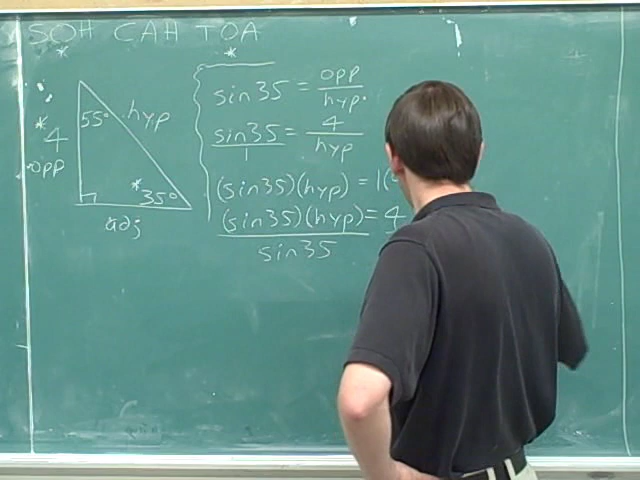 SOH CAH TOA
*
*
55°
hyp
* 4
opp
* 35°
adj
sin35 = opp / hyp.
sin35 / 1 = 4 / hyp
(sin35)(hyp) = 1(
(sin35)(hyp) = 4
sin35